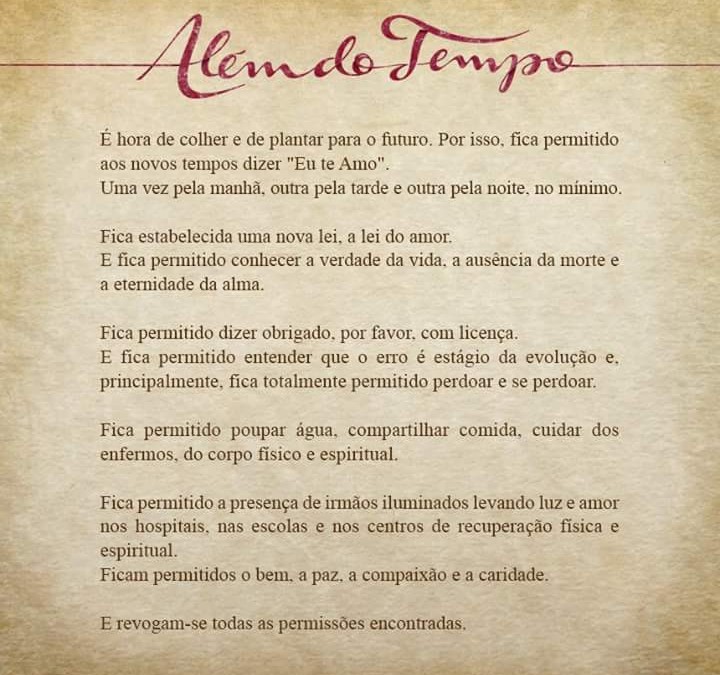 Além do Tempo
É hora de colher e de plantar para o futuro. Por isso, fica permitido
aos novos tempos dizer "Eu te Amo".
Uma vez pela manhã, outra pela tarde e outra pela noite, no mínimo.
Fica estabelecida uma nova lei, a lei do amor.
E fica permitido conhecer a verdade da vida, a ausência da morte e
a eternidade da alma.
Fica permitido dizer obrigado, por favor, com licença.
E fica permitido entender que o erro é estágio da evolução e,
principalmente, fica totalmente permitido perdoar e se perdoar.
Fica permitido poupar água, compartilhar comida, cuidar dos
enfermos, do corpo físico e espiritual.
Fica permitido a presença de irmãos iluminados levando luz e amor
nos hospitais, nas escolas e nos centros de recuperação física e
espiritual.
Ficam permitidos o bem, a paz, a compaixão e a caridade.
E revogam-se todas as permissões encontradas.